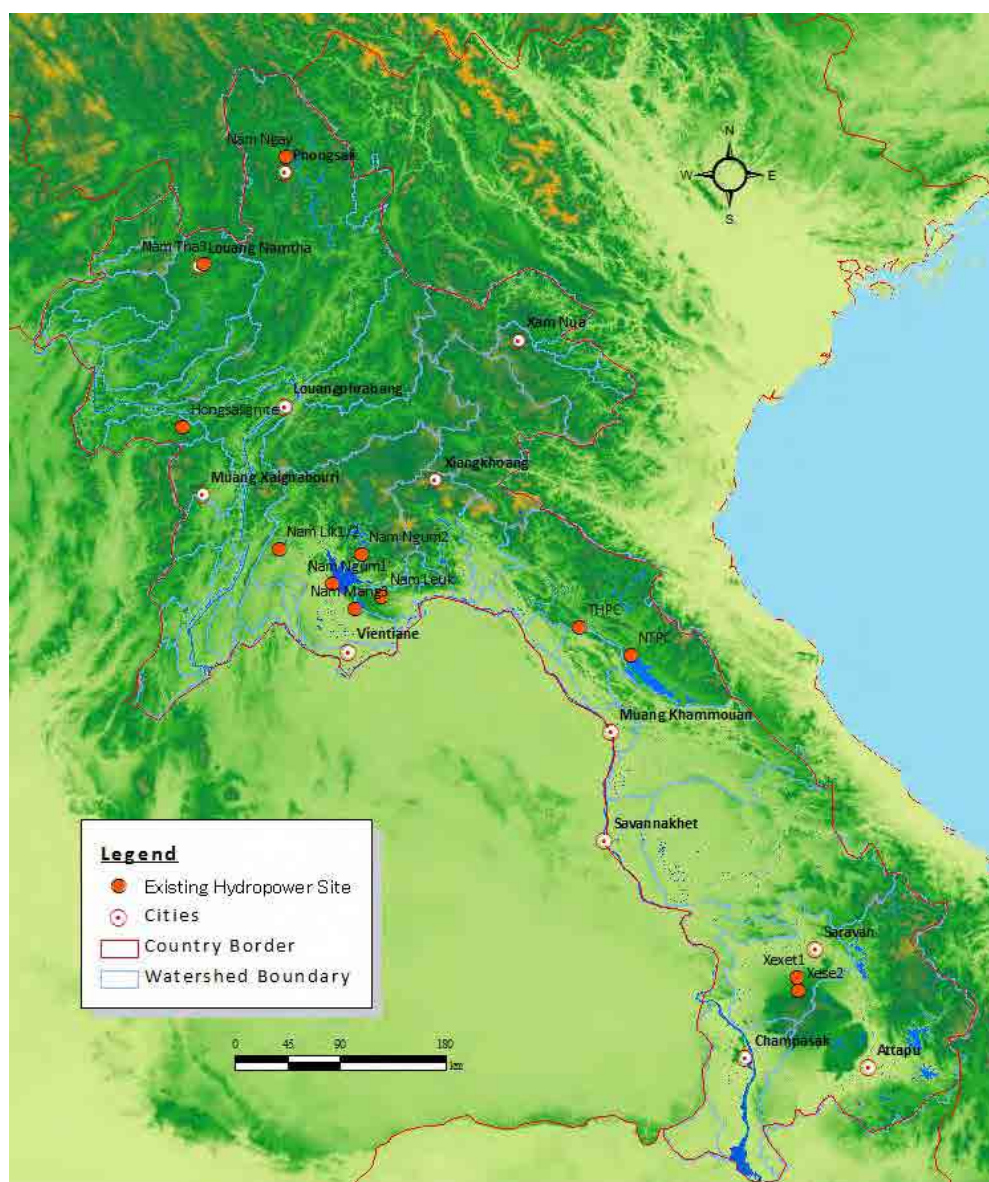 N
W
E
S
Nam Ngay
Phongsali
Nam Tha3
Louang Namtha
Xam Nua
Louangphrabang
Xiangkhoang
Muang Xaignabouri
Nam Lik1/2
Nam Ngum2
Nam Ngum1
Nam Leuk
Nam Mang3
Vientiane
THPC
NTPC
Muang Khammouan
Savannakhet
Legend
Existing Hydropower Site
Cities
Country Border
Watershed Boundary
Saravan
Xexet1
Xese2
Champasak
Attapu
0 45 90 180
km